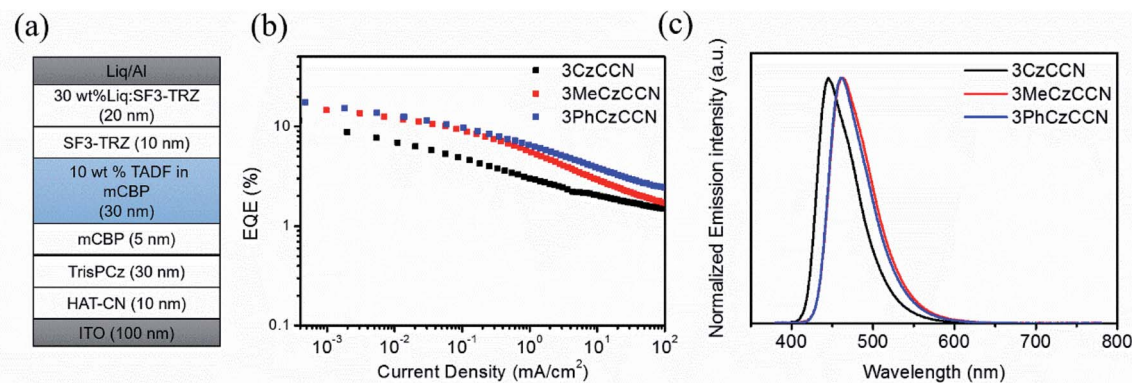 (a)
Liq/Al
30 wt%Liq:SF3-TRZ
(20 nm)
SF3-TRZ (10 nm)
10 wt % TADF in
mCBP
(30 nm)
mCBP (5 nm)
TrisPCz (30 nm)
HAT-CN (10 nm)
ITO (100 nm)
(b)
3CzCCN
3MeCzCCN
3PhCzCCN
EQE (%)
10
1
0.1
10⁻³ 10⁻² 10⁻¹ 10⁰ 10¹ 10²
Current Density (mA/cm²)
(c)
3CzCCN
3MeCzCCN
3PhCzCCN
Normalized Emission intensity (a.u.)
400 500 600 700 800
Wavelength (nm)